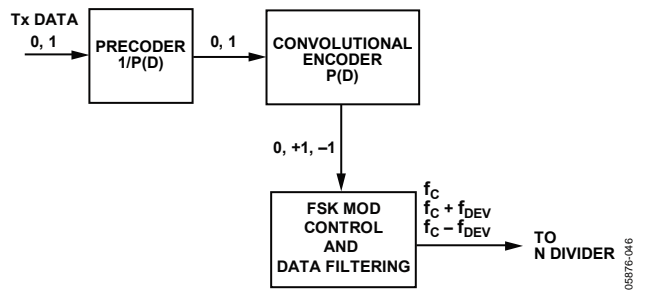 Tx DATA
0, 1
PRECODER
1/P(D)
0, 1
CONVOLUTIONAL
ENCODER
P(D)
0, +1, –1
FSK MOD
CONTROL
AND
DATA FILTERING
fC
fC + fDEV
fC – fDEV
TO
N DIVIDER
05876-046